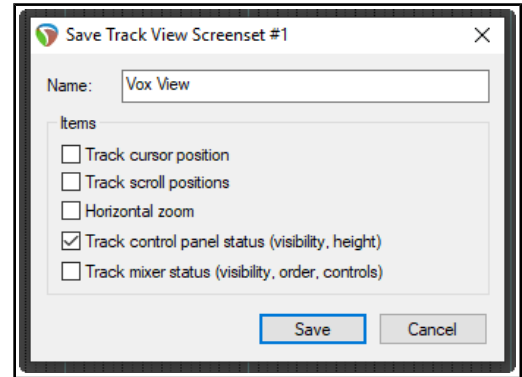 Save Track View Screenset #1
Name: Vox View
Items
Track cursor position
Track scroll positions
Horizontal zoom
Track control panel status (visibility, height)
Track mixer status (visibility, order, controls)
Save Cancel